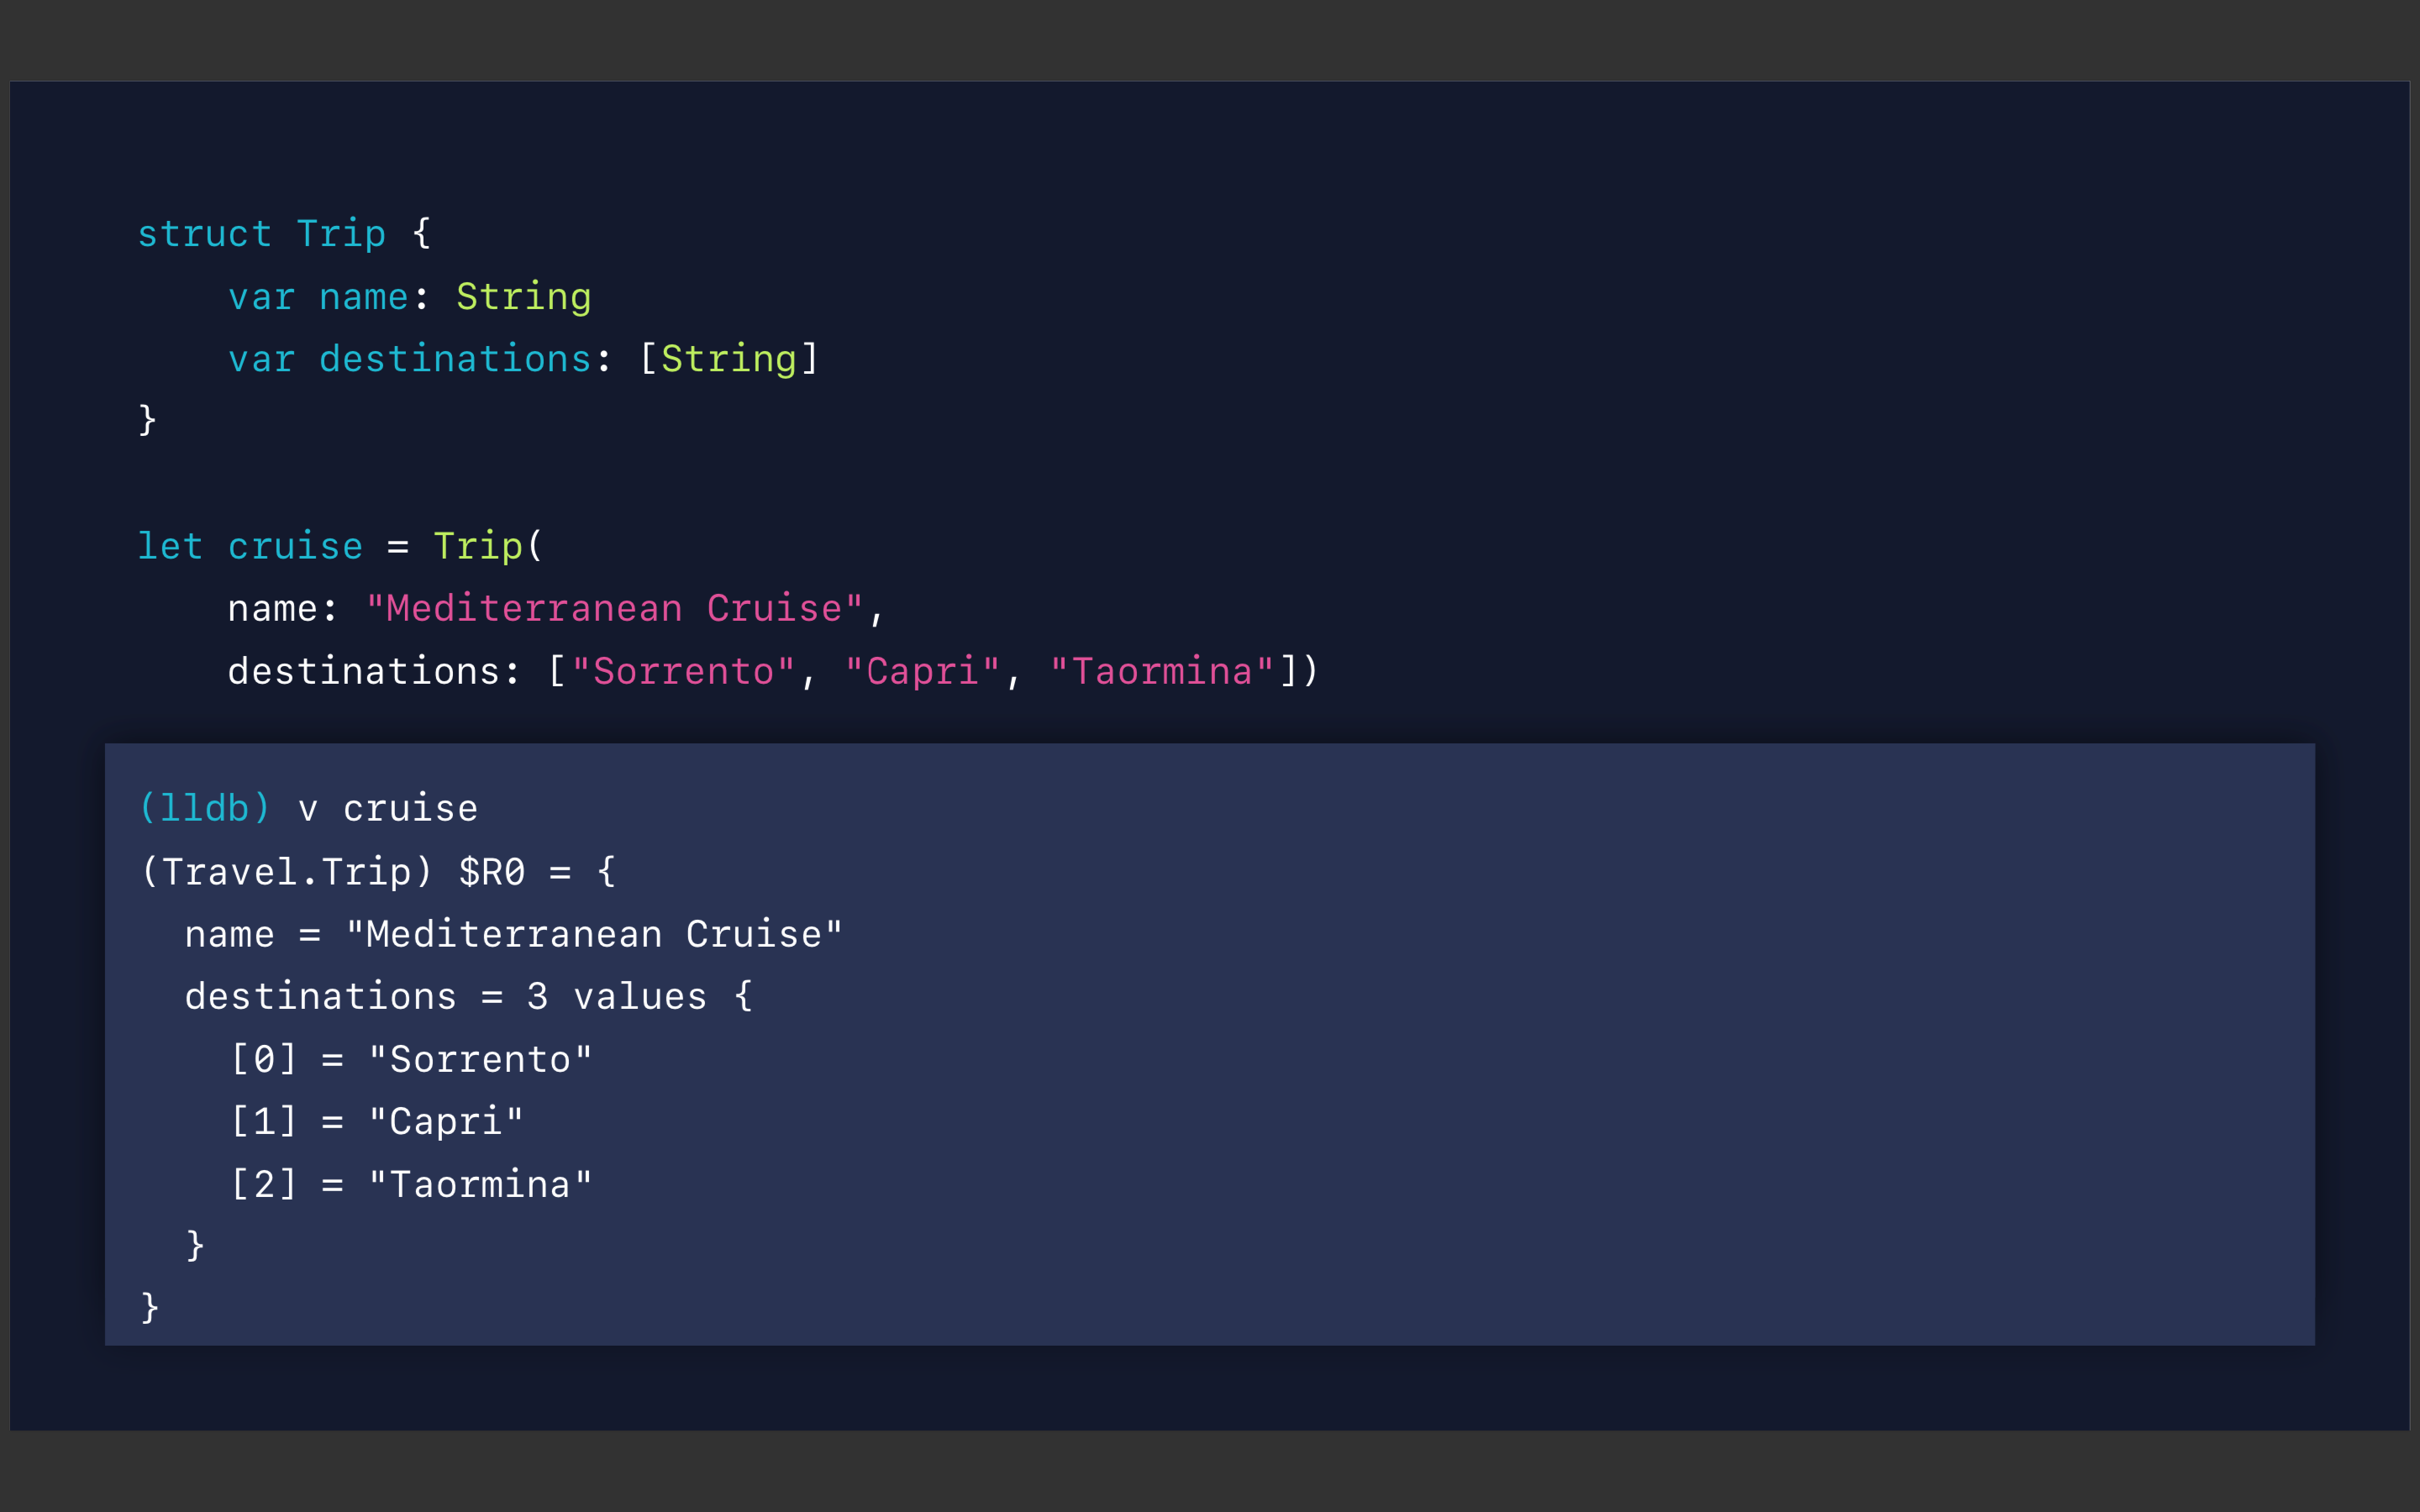 struct Trip {
    var name: String
    var destinations: [String]
}

let cruise = Trip(
    name: "Mediterranean Cruise",
    destinations: ["Sorrento", "Capri", "Taormina"])
(lldb) v cruise
(Travel.Trip) $R0 = {
  name = "Mediterranean Cruise"
  destinations = 3 values {
    [0] = "Sorrento"
    [1] = "Capri"
    [2] = "Taormina"
  }
}